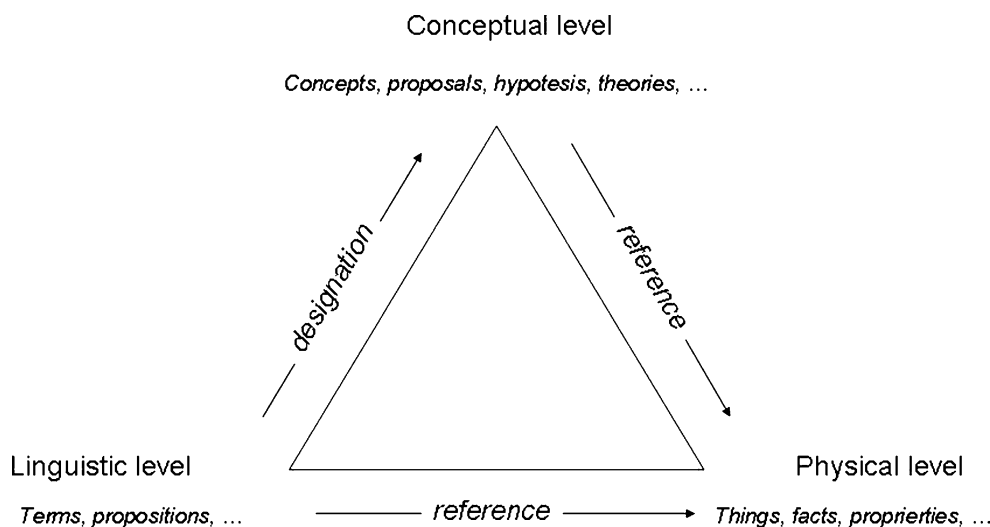 Conceptual level
Concepts, proposals, hypotesis, theories, …
designation
reference
Linguistic level
Physical level
Terms, propositions, …
reference
Things, facts, proprierties, …